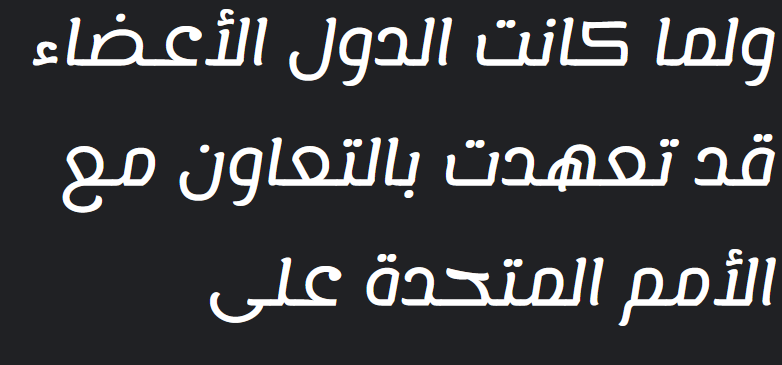 ولما كانت الدول الأعضاء
قد تعهدت بالتعاون مع
الأمم المتحدة على